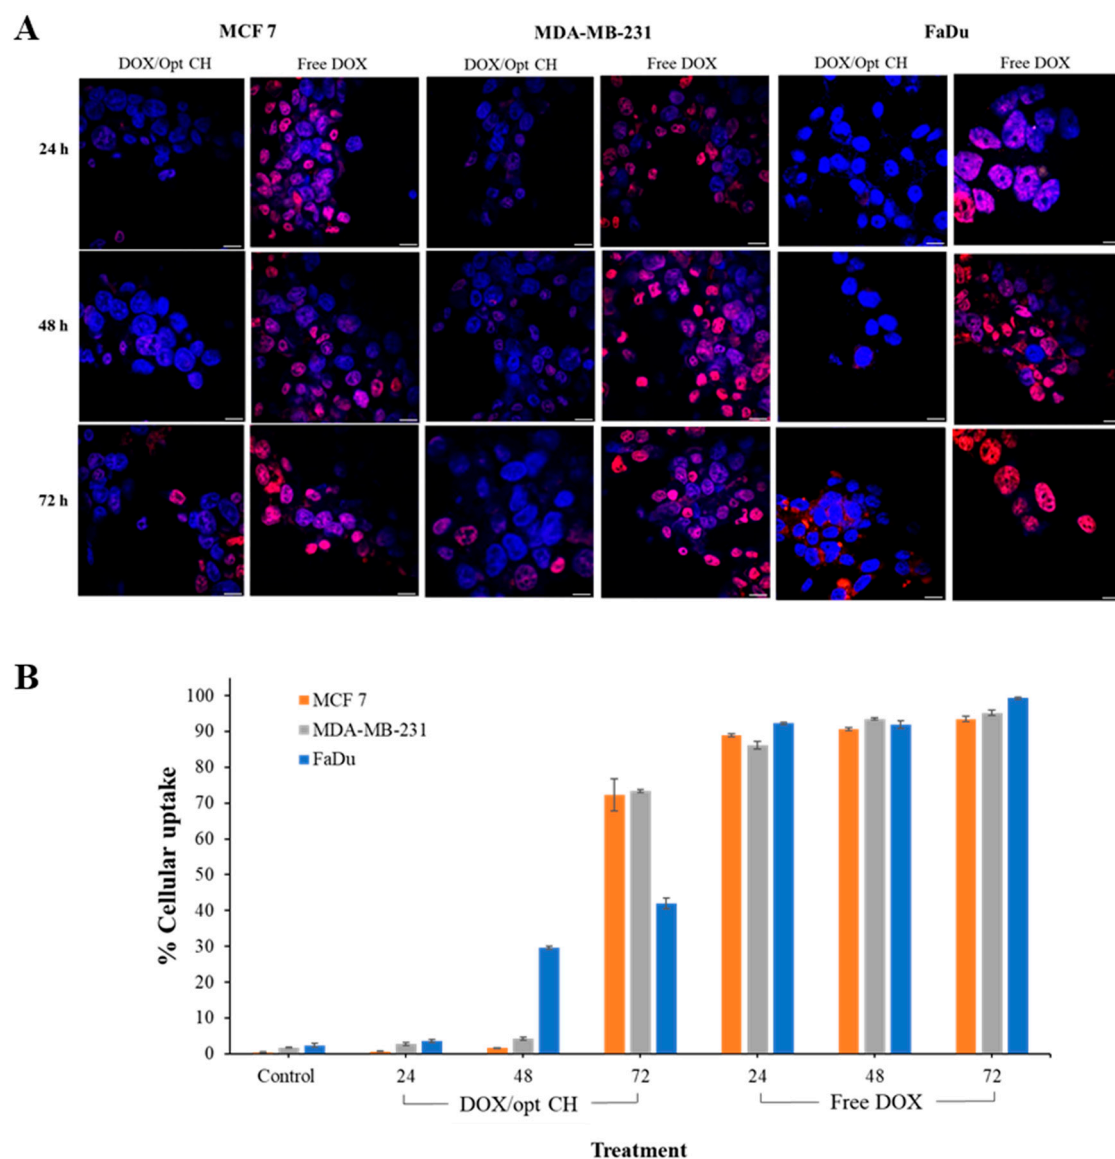 A
MCF 7 MDA-MB-231 FaDu
DOX/Opt CH Free DOX DOX/Opt CH Free DOX DOX/Opt CH Free DOX
24 h
48 h
72 h
B
100
90
80
70
60
50
40
30
20
10
0
% Cellular uptake
MCF 7
MDA-MB-231
FaDu
Control 24 48 72 24 48 72
DOX/opt CH Free DOX
Treatment